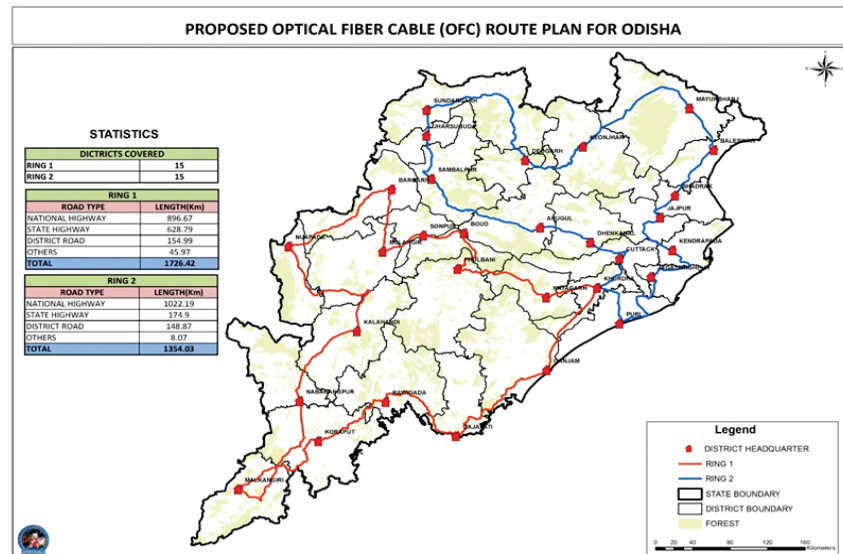 PROPOSED OPTICAL FIBER CABLE (OFC) ROUTE PLAN FOR ODISHA
STATISTICS
DICTRICTS COVERED
RING 1 15
RING 2 15
RING 1
ROAD TYPE LENGTH(Km)
NATIONAL HIGHWAY 896.67
STATE HIGHWAY 628.79
DISTRICT ROAD 154.99
OTHERS 45.97
TOTAL 1726.42
RING 2
ROAD TYPE LENGTH(Km)
NATIONAL HIGHWAY 1022.19
STATE HIGHWAY 174.9
DISTRICT ROAD 148.87
OTHERS 8.07
TOTAL 1354.03
SUNDARGARH
MAYURBHANJ
JHARSUGUDA
KEONJHAR
BALESWAR
DEOGARH
SAMBALPUR
BARGARH
BHADRAK
JAJPUR
SONPUR
BOUD
ANUGUL
NUAPADA
DHENKANAL
BOLANGIR
CUTTACK
KENDRAPADA
PHULBANI
KHURDHA
NAYAGARH
PURI
KALAHANDI
GANJAM
NABARANGPUR
RAYAGADA
GAJAPATI
KORAPUT
MALKANGIRI
Legend
DISTRICT HEADQUARTER
RING 1
RING 2
STATE BOUNDARY
DISTRICT BOUNDARY
FOREST
0 20 40 80 120 160
Kilometers